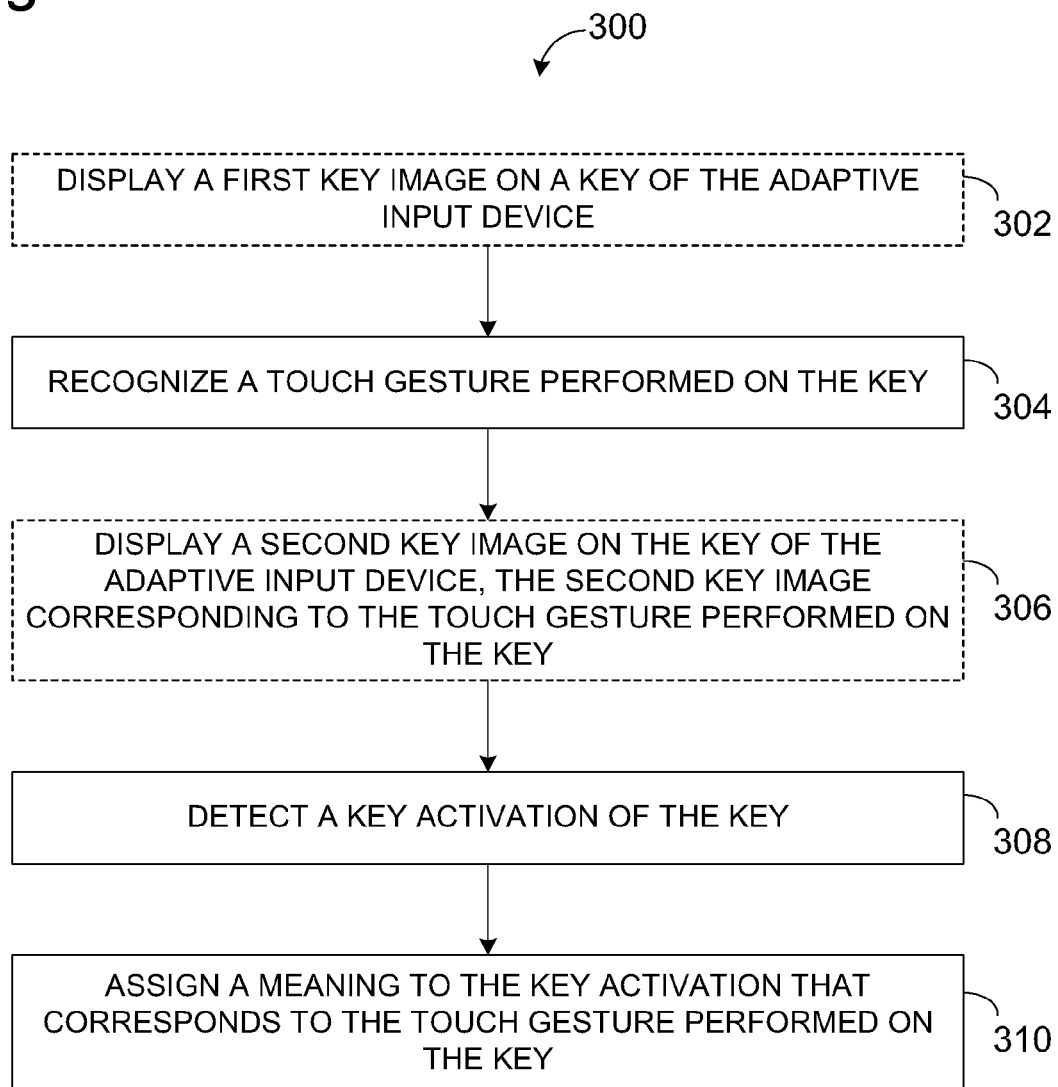 300
DISPLAY A FIRST KEY IMAGE ON A KEY OF THE ADAPTIVE
INPUT DEVICE
302
RECOGNIZE A TOUCH GESTURE PERFORMED ON THE KEY
304
DISPLAY A SECOND KEY IMAGE ON THE KEY OF THE
ADAPTIVE INPUT DEVICE, THE SECOND KEY IMAGE
CORRESPONDING TO THE TOUCH GESTURE PERFORMED ON
THE KEY
306
DETECT A KEY ACTIVATION OF THE KEY
308
ASSIGN A MEANING TO THE KEY ACTIVATION THAT
CORRESPONDS TO THE TOUCH GESTURE PERFORMED ON
THE KEY
310